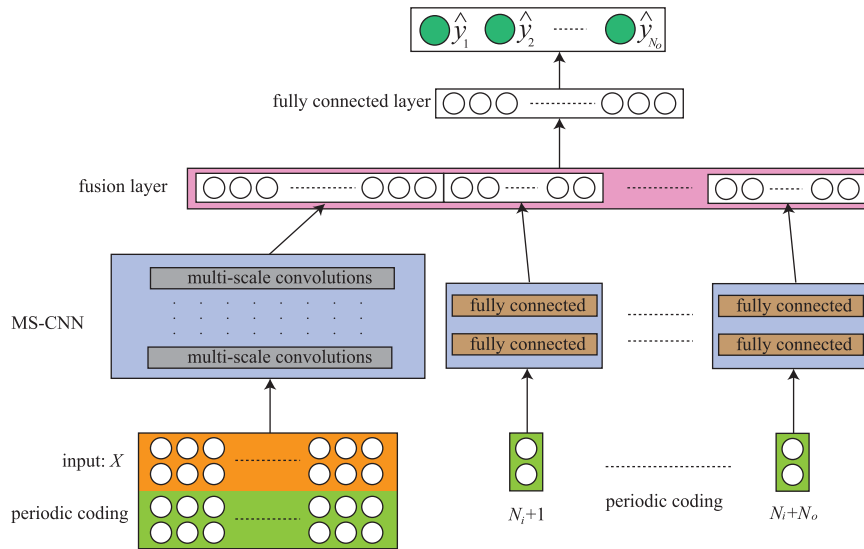 ŷ₁ ŷ₂ ŷ_Nₒ
fully connected layer
fusion layer
MS-CNN
multi-scale convolutions
multi-scale convolutions
fully connected
fully connected
fully connected
fully connected
input: X
periodic coding
Nᵢ+1
periodic coding
Nᵢ+Nₒ